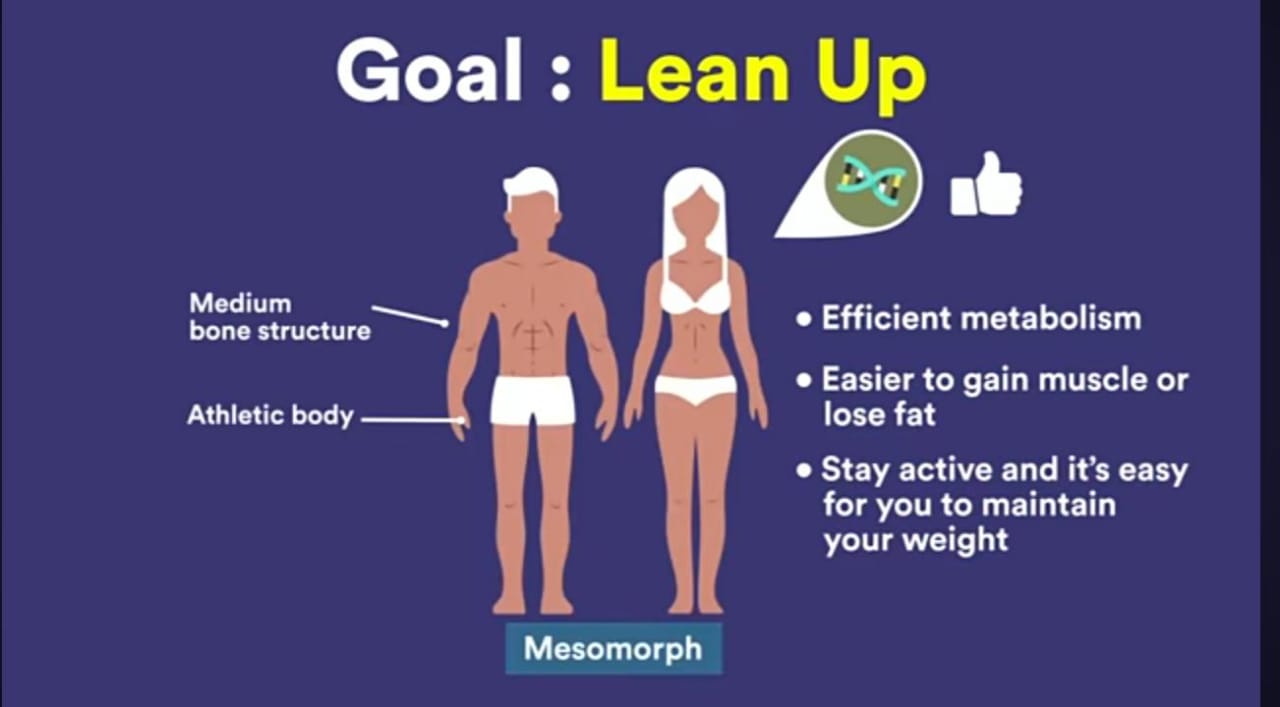 Goal : Lean Up
Medium
bone structure
Athletic body
• Efficient metabolism
• Easier to gain muscle or
lose fat
• Stay active and it's easy
for you to maintain
your weight
Mesomorph